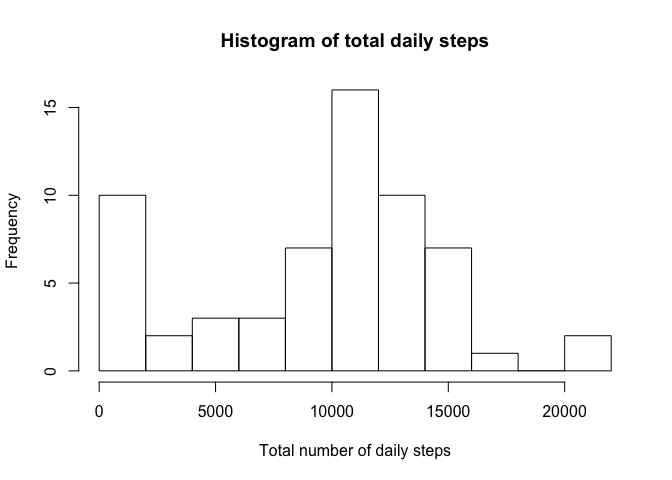 Histogram of total daily steps
Frequency
15
10
5
0
0 5000 10000 15000 20000
Total number of daily steps